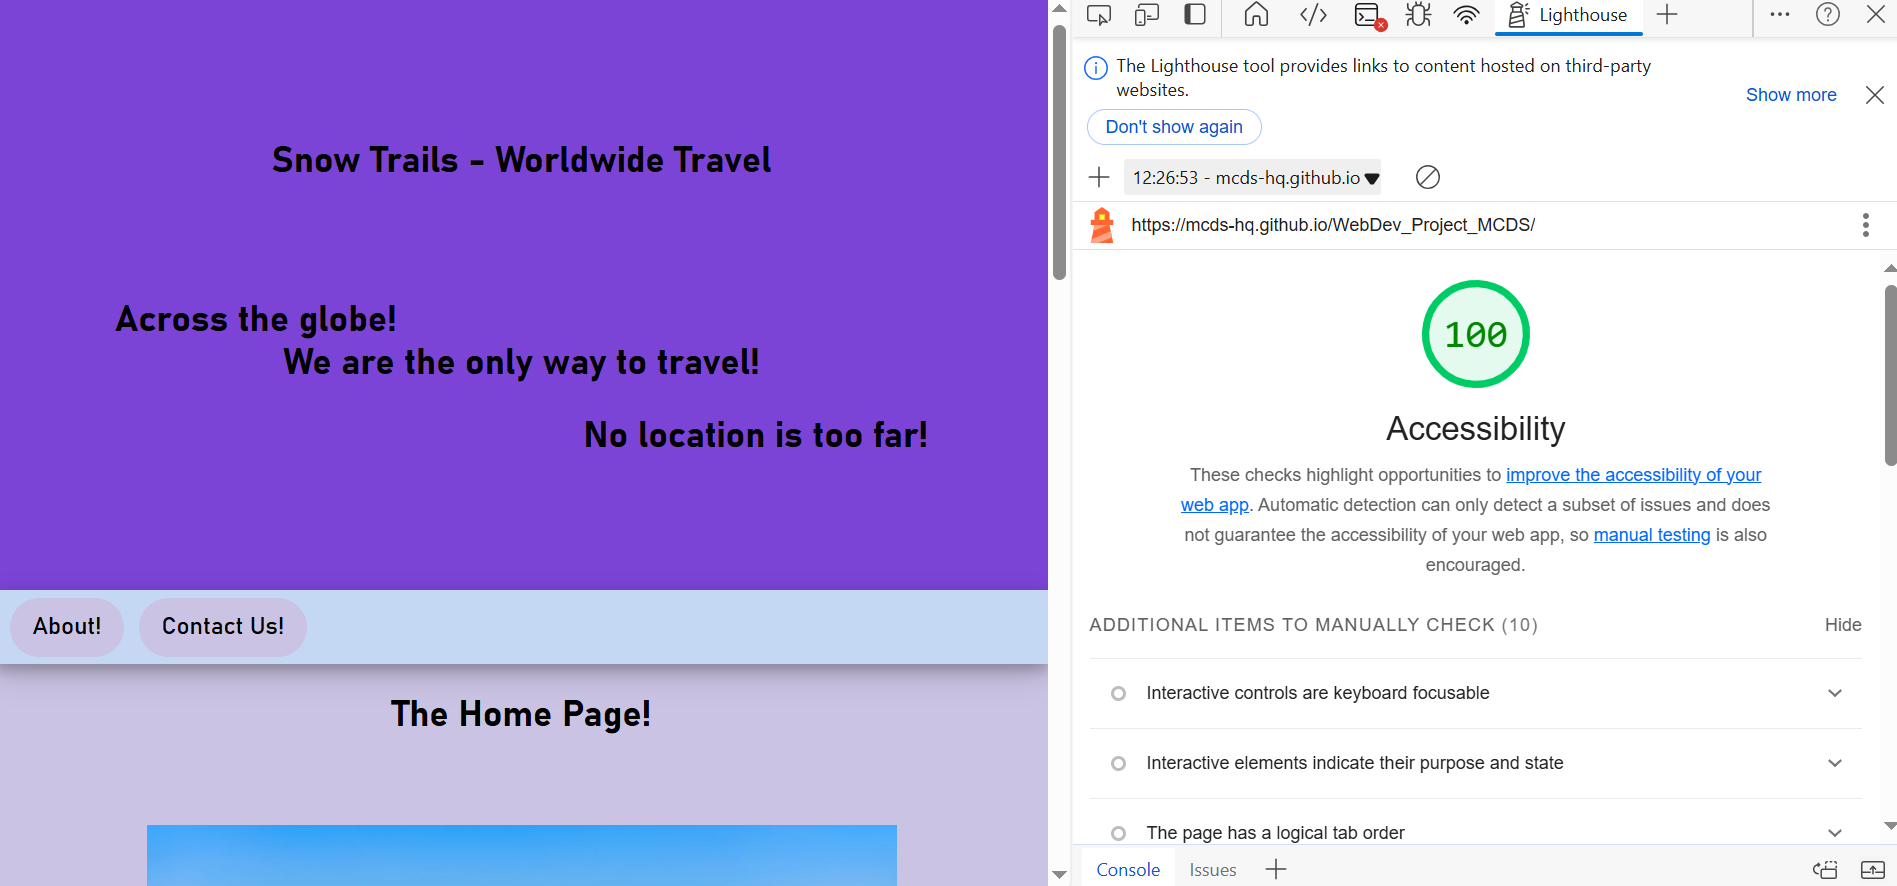 Snow Trails - Worldwide Travel
Across the globe!
We are the only way to travel!
No location is too far!
About!
Contact Us!
The Home Page!
Lighthouse
The Lighthouse tool provides links to content hosted on third-party
websites.
Show more
Don't show again
12:26:53 - mcds-hq.github.io
https://mcds-hq.github.io/WebDev_Project_MCDS/
100
Accessibility
These checks highlight opportunities to improve the accessibility of your
web app. Automatic detection can only detect a subset of issues and does
not guarantee the accessibility of your web app, so manual testing is also
encouraged.
ADDITIONAL ITEMS TO MANUALLY CHECK (10)
Hide
Interactive controls are keyboard focusable
Interactive elements indicate their purpose and state
The page has a logical tab order
Console
Issues